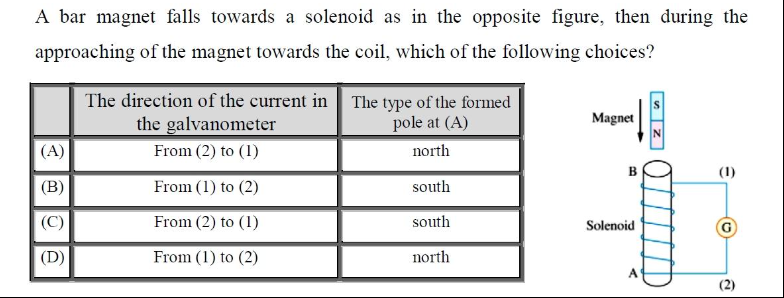 A bar magnet falls towards a solenoid as in the opposite figure, then during the
approaching of the magnet towards the coil, which of the following choices?
The direction of the current in
the galvanometer
The type of the formed
pole at (A)
(A) From (2) to (1) north
(B) From (1) to (2) south
(C) From (2) to (1) south
(D) From (1) to (2) north
S
Magnet
N
B (1)
Solenoid G
A
(2)